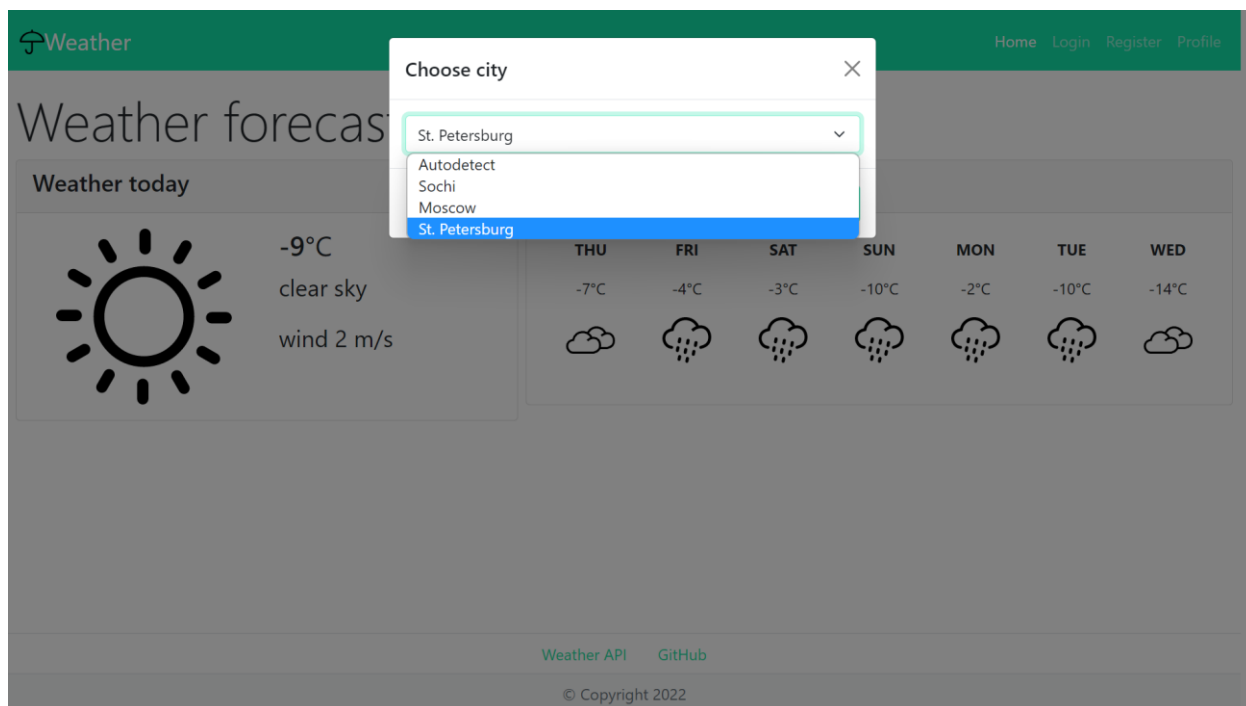 Weather
Home Login Register Profile
Choose city
Weather forecas
St. Petersburg
Autodetect
Sochi
Moscow
St. Petersburg
Weather today
-9°C
clear sky
wind 2 m/s
THU FRI SAT SUN MON TUE WED
-7°C -4°C -3°C -10°C -2°C -10°C -14°C
Weather API GitHub
© Copyright 2022